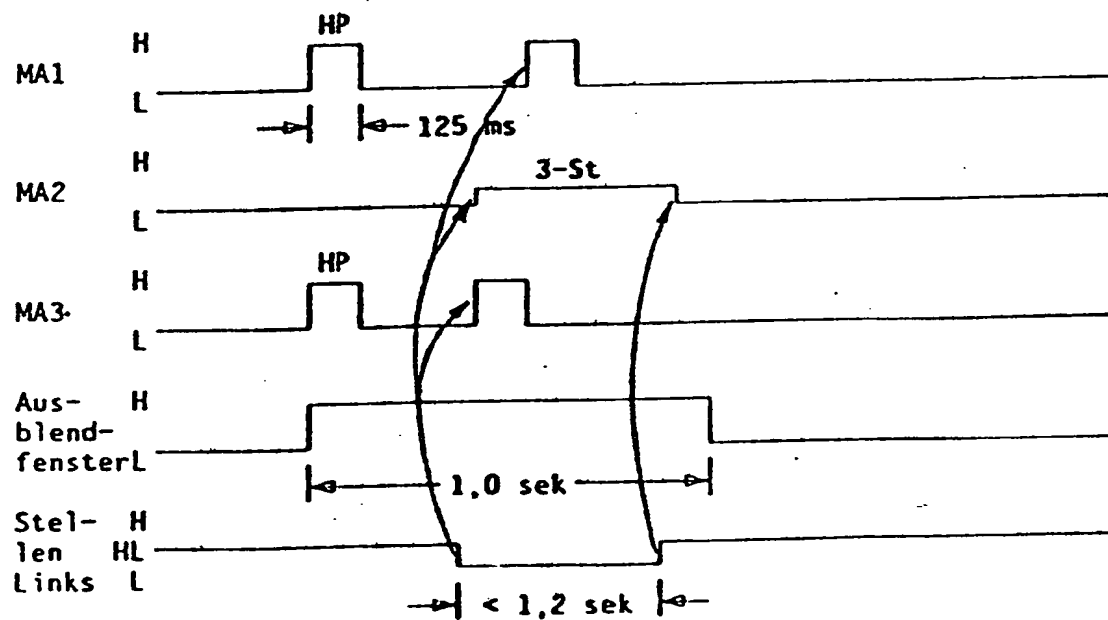 HP
H
MA1
L
125 ms
H
3-St
MA2
L
HP
H
MA3.
L
Aus- H
blend-
fenster L
1,0 sek
Stel- H
len HL
Links L
< 1,2 sek